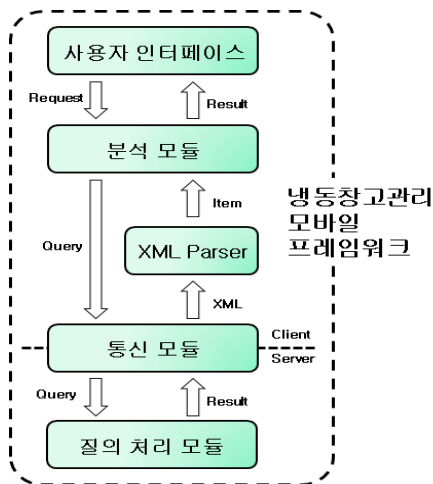 사용자 인터페이스
Request
Result
분석 모듈
Item
Query
XML Parser
냉동창고관리
모바일
프레임워크
XML
통신 모듈
Client
Server
Query
Result
질의 처리 모듈